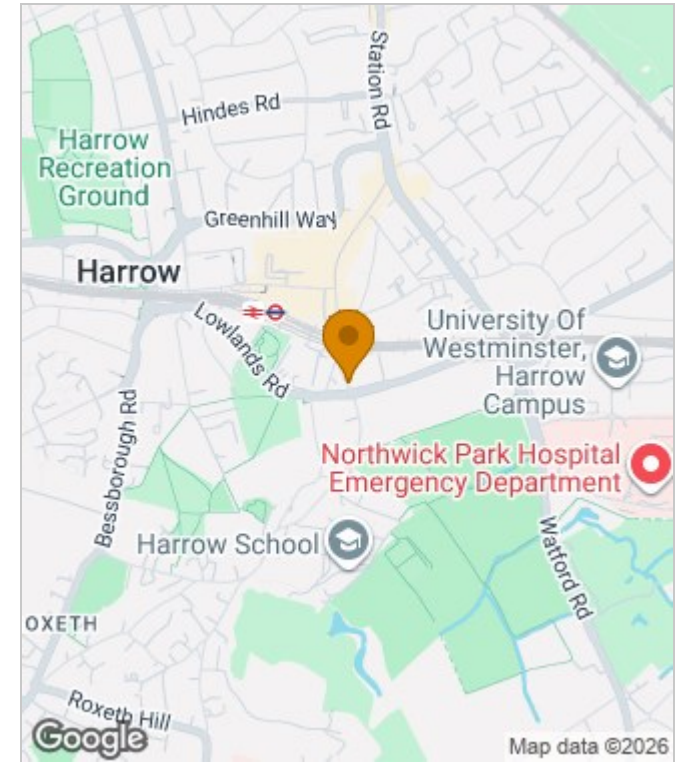 Station Rd
Hindes Rd
Harrow
Recreation
Ground
Greenhill Way
Harrow
Lowlands Rd
University Of
Westminster,
Harrow
Campus
Bessborough Rd
Northwick Park Hospital
Emergency Department
Harrow School
Watford Rd
OXETH
Roxeth Hill
Google
Map data ©2026